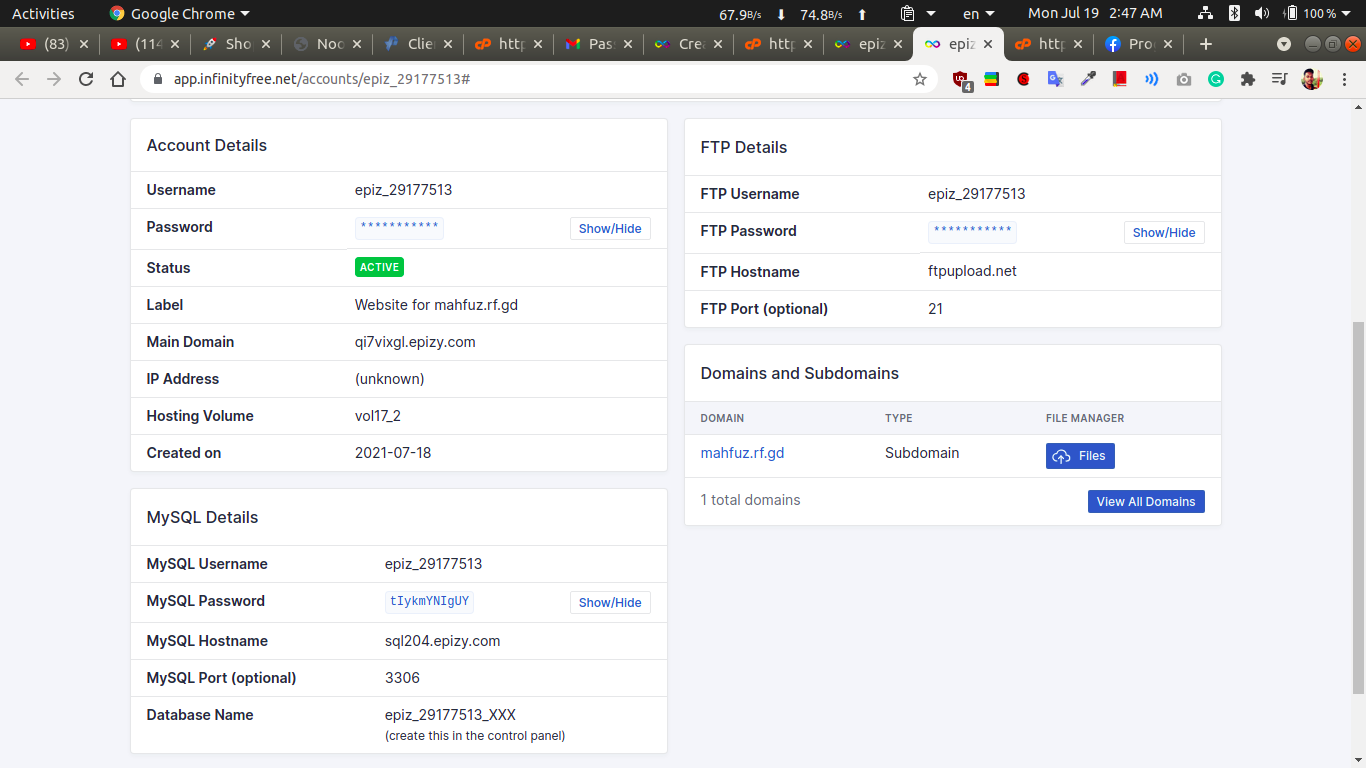 Activities Google Chrome 67.9B/s 74.8B/s en Mon Jul 19 2:47 AM 100 %
(83) (114 Sho Noo Clie http Pass Cre http epiz epiz http Pro
app.infinityfree.net/accounts/epiz_29177513#
4
Account Details
Username epiz_29177513
Password *********** Show/Hide
Status ACTIVE
Label Website for mahfuz.rf.gd
Main Domain qi7vixgl.epizy.com
IP Address (unknown)
Hosting Volume vol17_2
Created on 2021-07-18
MySQL Details
MySQL Username epiz_29177513
MySQL Password tIykmYNIgUY Show/Hide
MySQL Hostname sql204.epizy.com
MySQL Port (optional) 3306
Database Name epiz_29177513_XXX
(create this in the control panel)
FTP Details
FTP Username epiz_29177513
FTP Password *********** Show/Hide
FTP Hostname ftpupload.net
FTP Port (optional) 21
Domains and Subdomains
DOMAIN TYPE FILE MANAGER
mahfuz.rf.gd Subdomain Files
1 total domains View All Domains